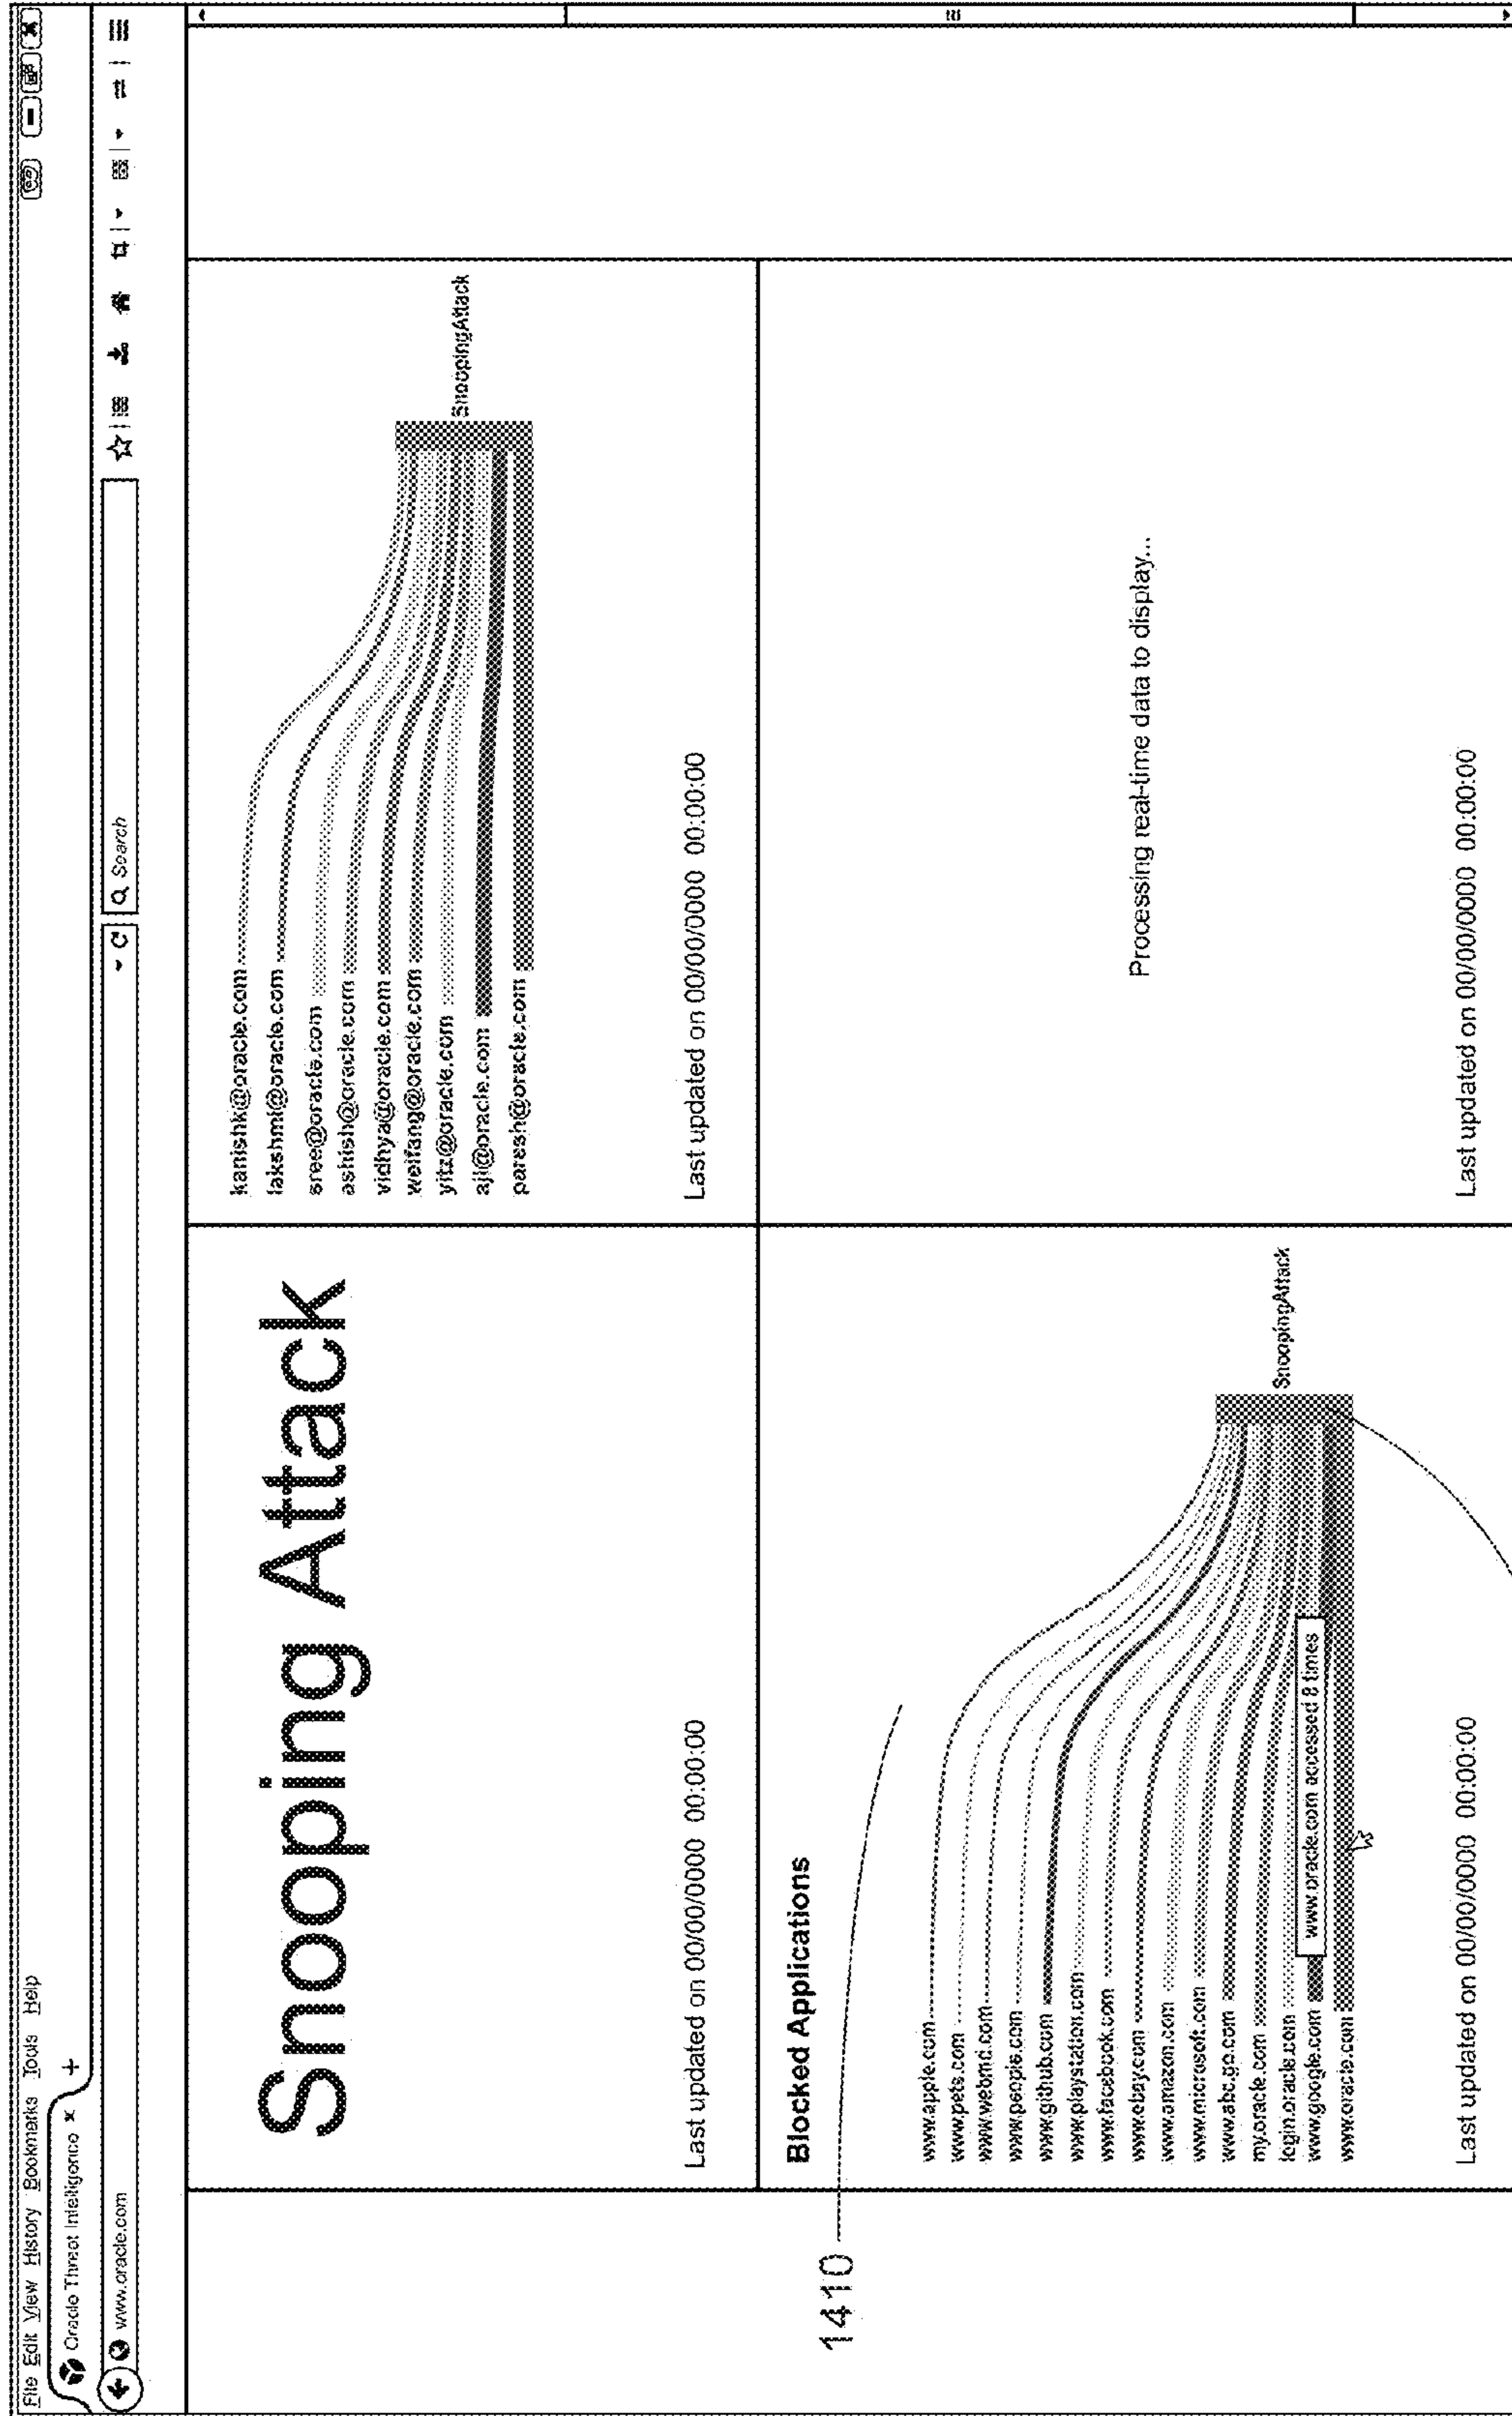 File Edit View History Bookmarks Tools Help
Oracle Threat Intelligence × +
www.oracle.com
Search
Snooping Attack
Last updated on 00/00/0000 00:00:00
kanishk@oracle.com
lakshmi@oracle.com
sree@oracle.com
ashish@oracle.com
vidhya@oracle.com
weifang@oracle.com
yitz@oracle.com
aji@oracle.com
paresh@oracle.com
SnoopingAttack
Last updated on 00/00/0000 00:00:00
1410
Blocked Applications
www.apple.com
www.pets.com
www.webmd.com
www.people.com
www.github.com
www.playstation.com
www.facebook.com
www.ebay.com
www.amazon.com
www.microsoft.com
www.abc.go.com
my.oracle.com
login.oracle.com
www.google.com
www.oracle.com
www.oracle.com accessed 8 times
SnoopingAttack
Last updated on 00/00/0000 00:00:00
Processing real-time data to display...
Last updated on 00/00/0000 00:00:00